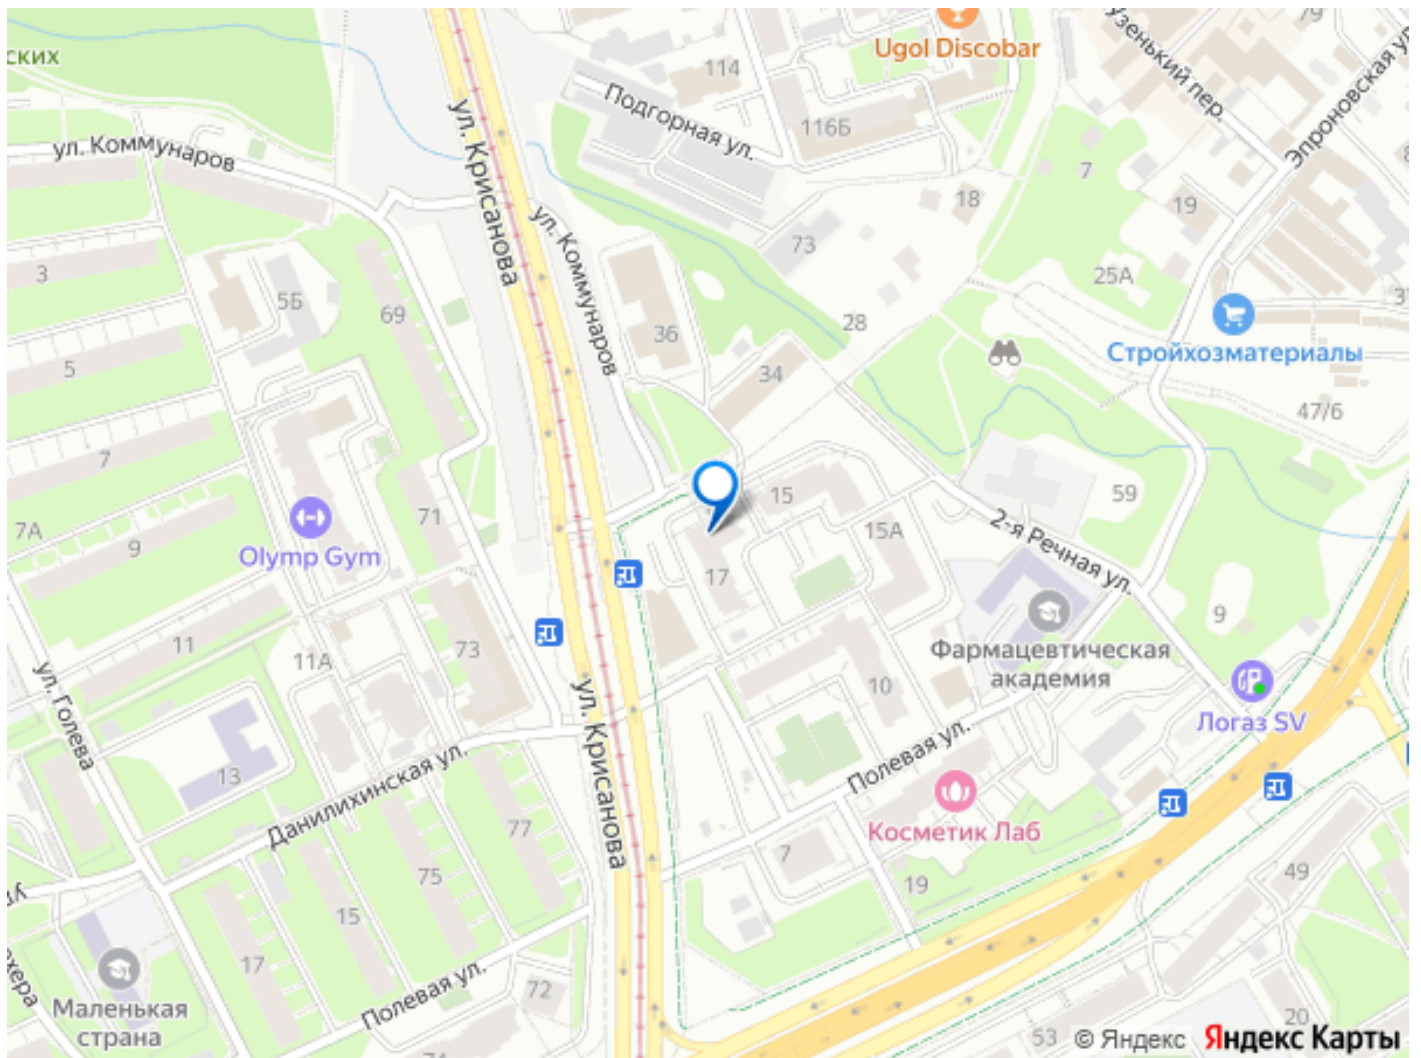 ских
Ugol Discobar
79
узенький пер.
Эпроновская ул.
114
Подгорная ул.
116Б
ул. Коммунаров
ул. Крисанова
7
18
19
ул. Коммунаров
73
3
5Б
25А
69
28
36
Стройхозматериалы
5
34
47/6
7
15
59
7А
9
71
15А
2-я Речная ул.
Olymp Gym
17
9
11
11А
73
Фармацевтическая
академия
10
ул. Голева
ул. Крисанова
Логаз SV
13
Данилихинская ул.
Полевая ул.
Косметик Лаб
77
7
75
19
49
15
17
Полевая ул.
72
Маленькая
страна
53
20
© Яндекс Яндекс Карты